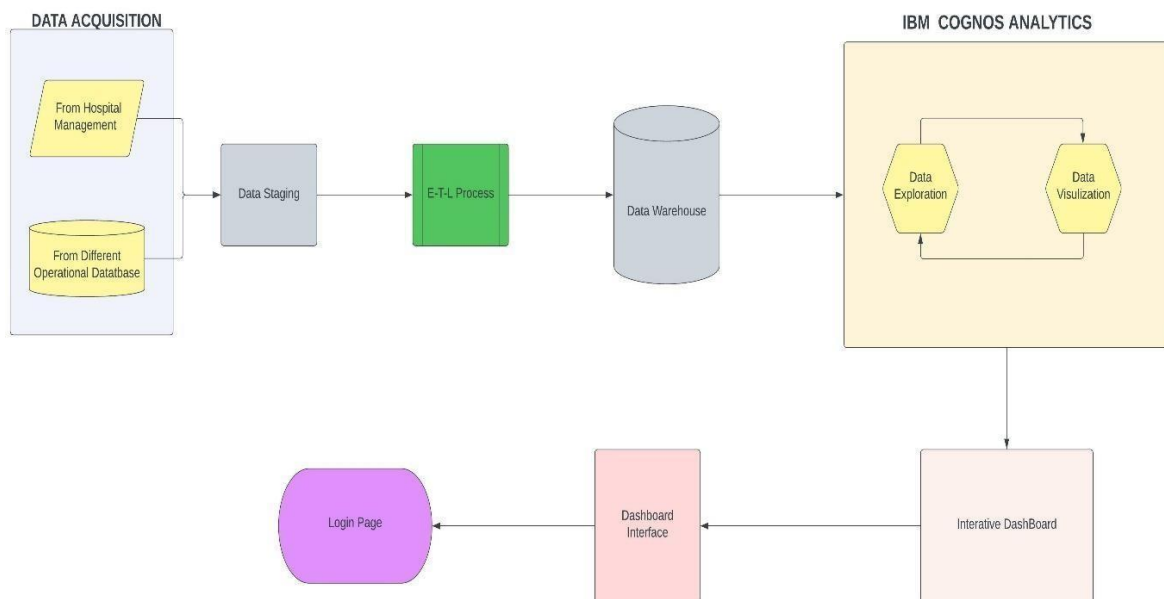 DATA ACQUISITION
IBM COGNOS ANALYTICS
From Hospital
Management
From Different
Operational Datatbase
Data Staging
E-T-L Process
Data Warehouse
Data
Exploration
Data
Visulization
Login Page
Dashboard
Interface
Interative DashBoard